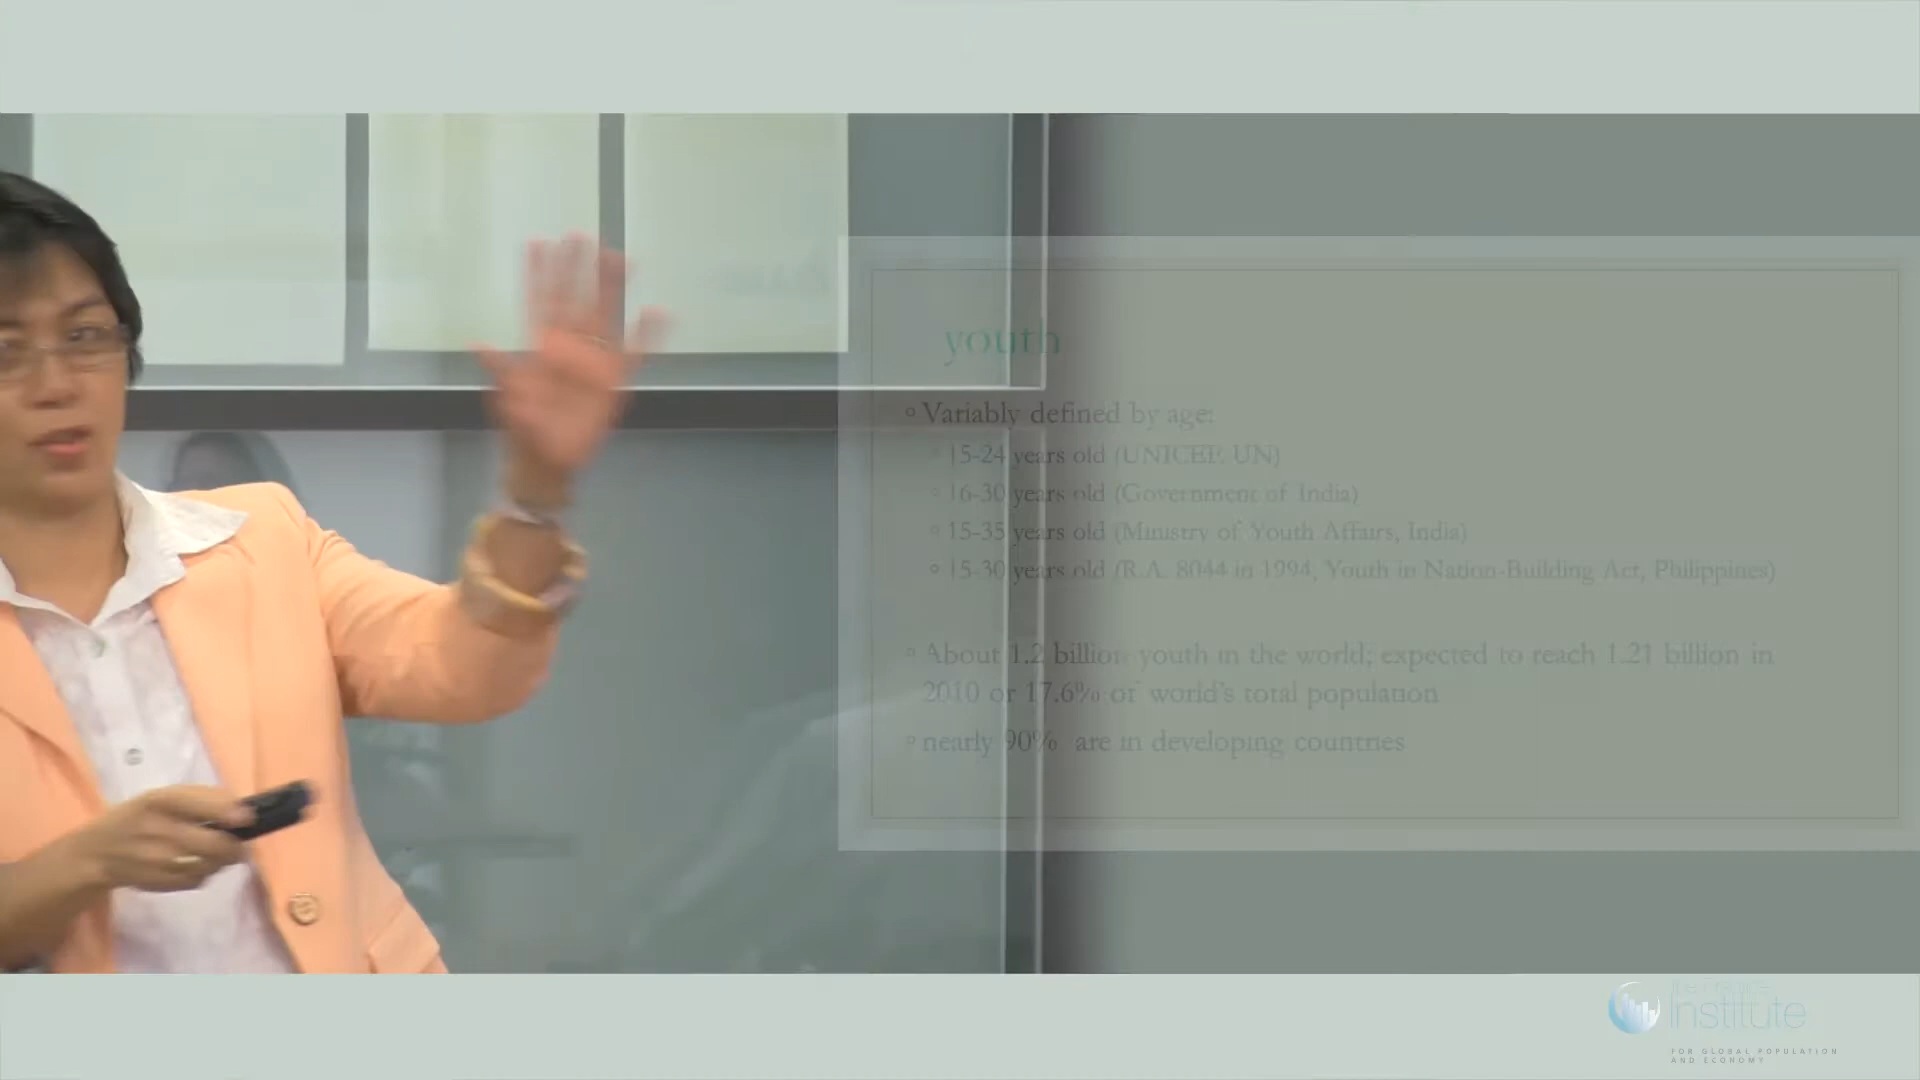 youth
Variably defined by age:
15-24 years old (UNICEF, UN)
16-30 years old (Government of India)
15-35 years old (Ministry of Youth Affairs, India)
15-30 years old (R.A. 8044 in 1994, Youth in Nation-Building Act, Philippines)
About 1.2 billion youth in the world; expected to reach 1.21 billion in
2010 or 17.6% of world's total population
nearly 90% are in developing countries
Institute
FOR GLOBAL POPULATION
AND ECONOMY